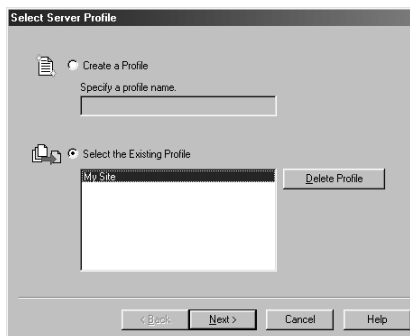 Select Server Profile
Create a Profile
Specify a profile name.
Select the Existing Profile
My Site
Delete Profile
< Back
Next >
Cancel
Help